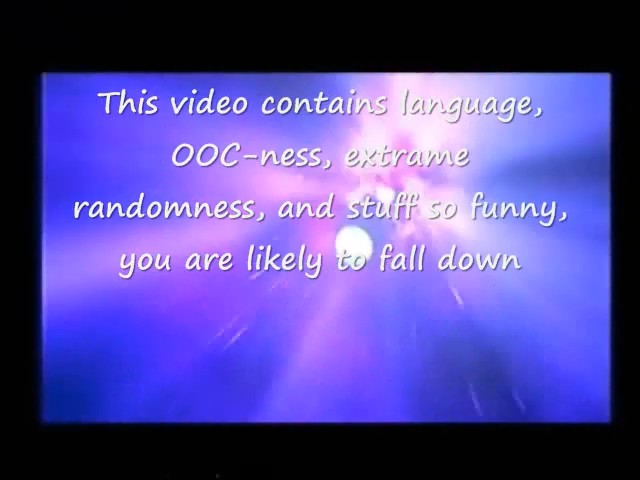 This video contains language,
OOC-ness, extrame
randomness, and stuff so funny,
you are likely to fall down